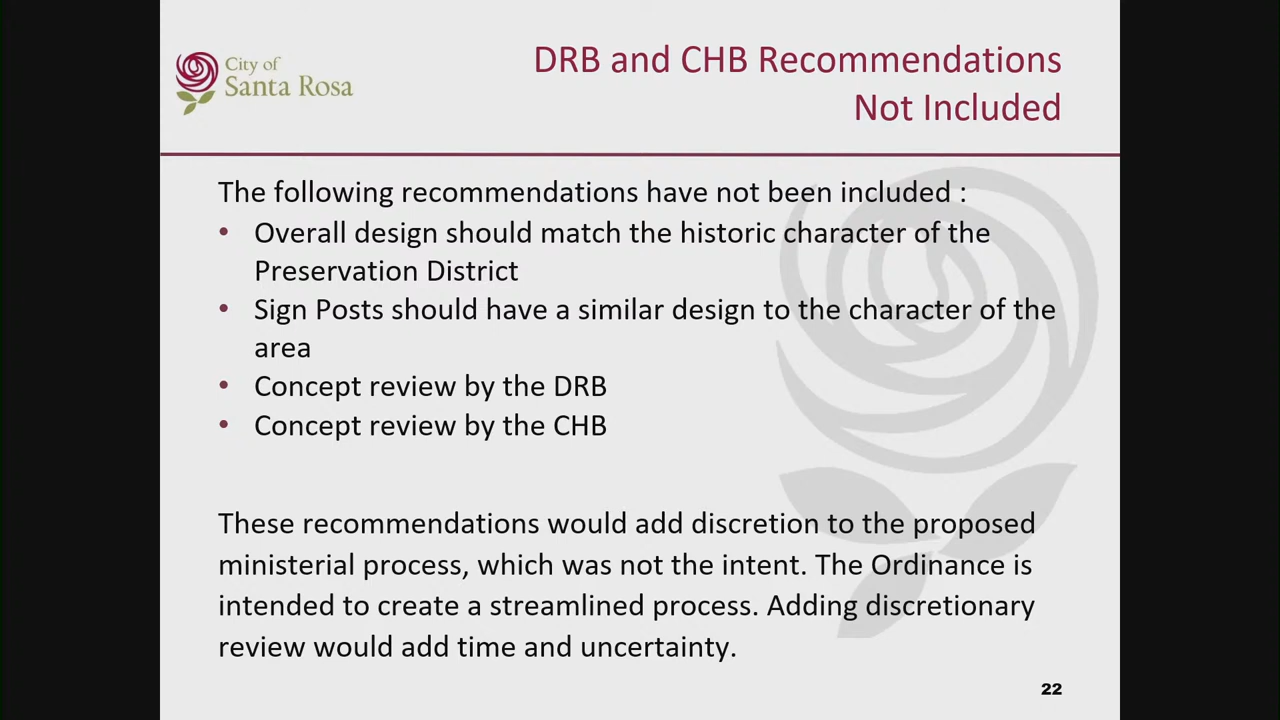 City of
Santa Rosa
DRB and CHB Recommendations
Not Included
The following recommendations have not been included :
• Overall design should match the historic character of the
Preservation District
• Sign Posts should have a similar design to the character of the
area
• Concept review by the DRB
• Concept review by the CHB
These recommendations would add discretion to the proposed
ministerial process, which was not the intent. The Ordinance is
intended to create a streamlined process. Adding discretionary
review would add time and uncertainty.
22